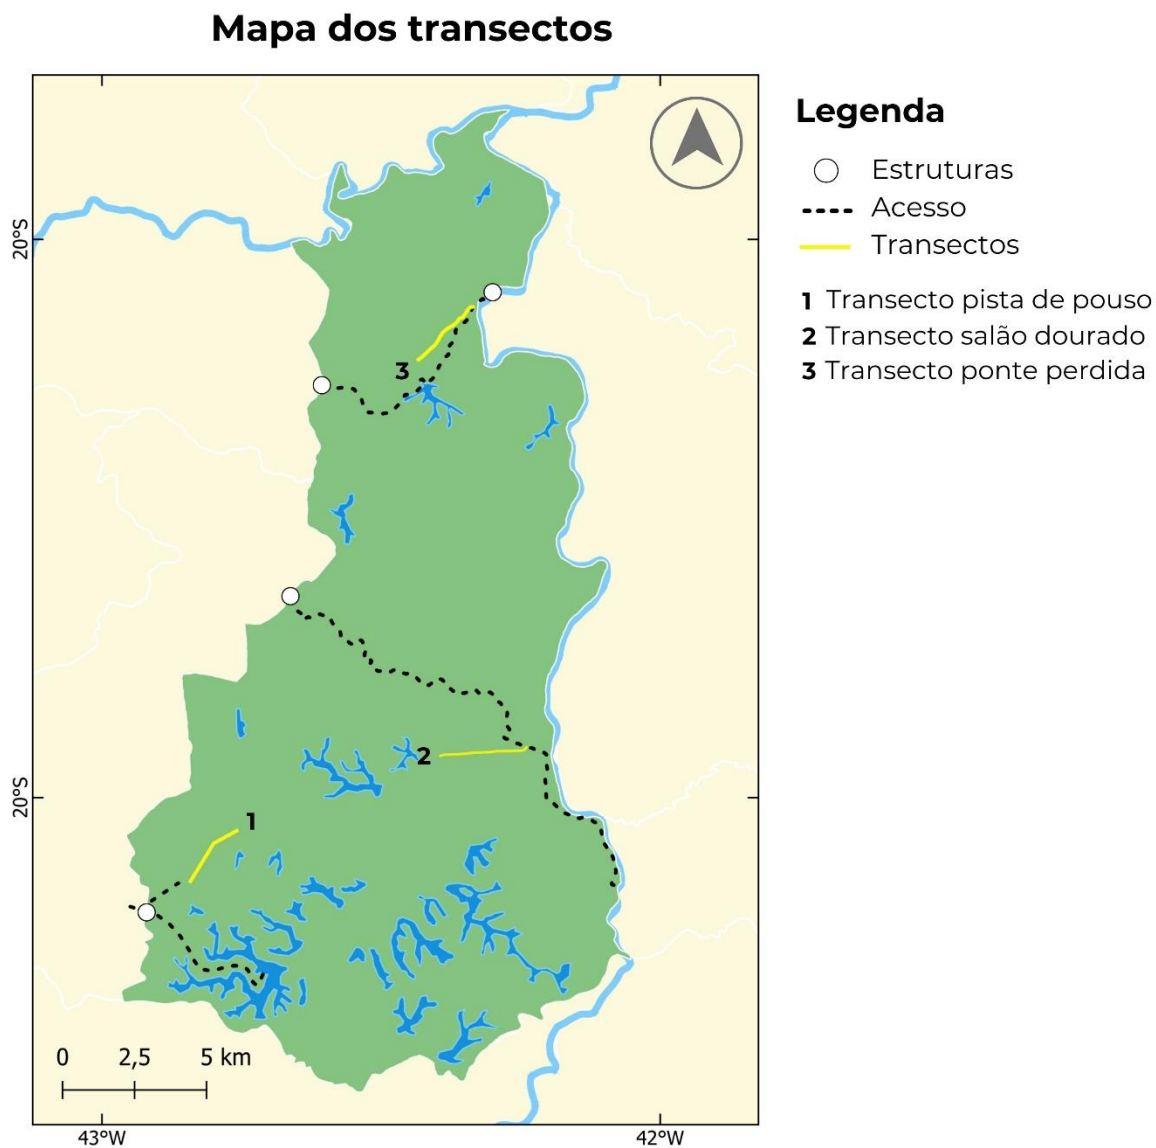 Mapa dos transectos
Legenda
Estruturas
Acesso
Transectos
1 Transecto pista de pouso
2 Transecto salão dourado
3 Transecto ponte perdida
20°S
3
2
20°S
1
0 2,5 5 km
43°W 42°W